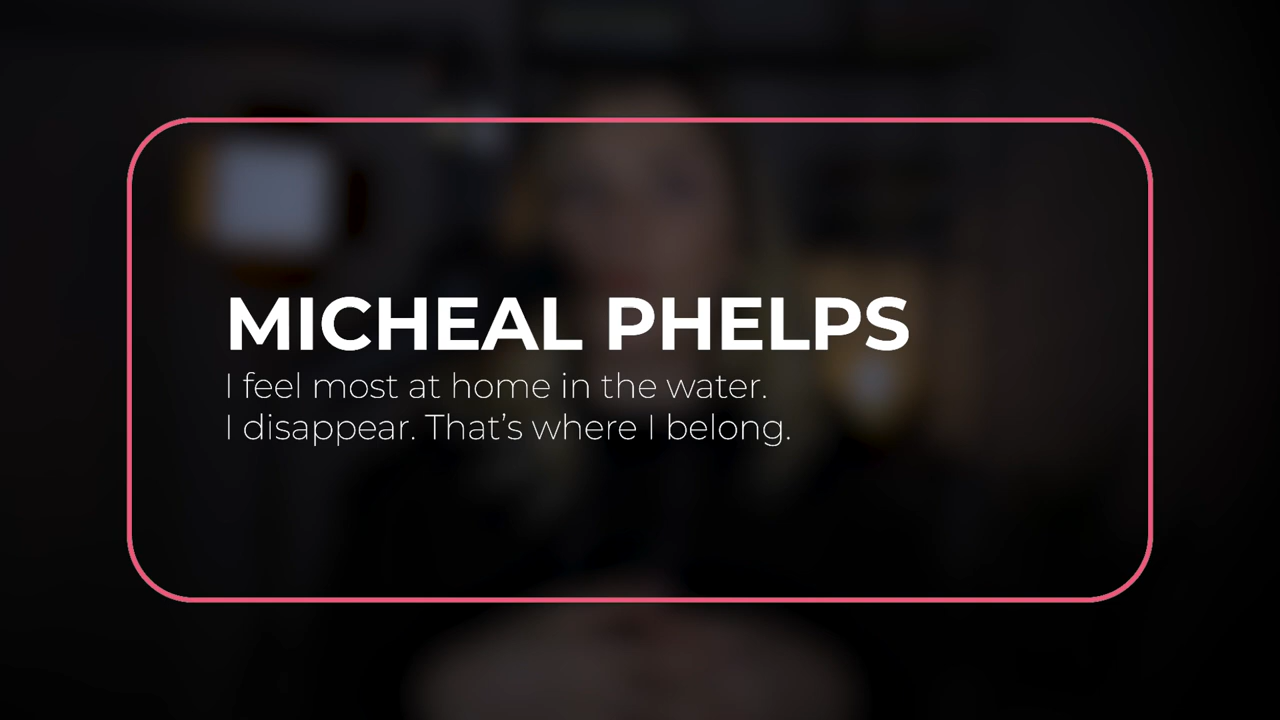 MICHEAL PHELPS
I feel most at home in the water.
I disappear. That’s where I belong.